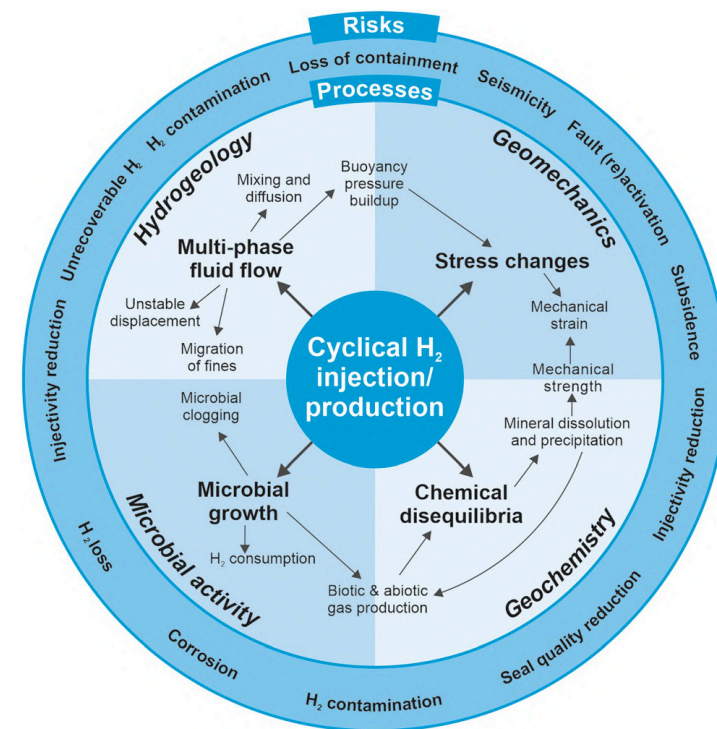 Risks
Loss of containment
Seismicity
Fault (re)activation
Subsidence
Injectivity reduction
Seal quality reduction
H₂ contamination
Corrosion
H₂ loss
Injectivity reduction
Unrecoverable H₂
H₂ contamination
Processes
Hydrogeology
Mixing and
diffusion
Buoyancy
pressure
buildup
Multi-phase
fluid flow
Unstable
displacement
Migration
of fines
Geomechanics
Stress changes
Mechanical
strain
Mechanical
strength
Cyclical H₂
injection/
production
Microbial
clogging
Microbial
growth
H₂ consumption
Microbial activity
Mineral dissolution
and precipitation
Chemical
disequilibria
Biotic & abiotic
gas production
Geochemistry